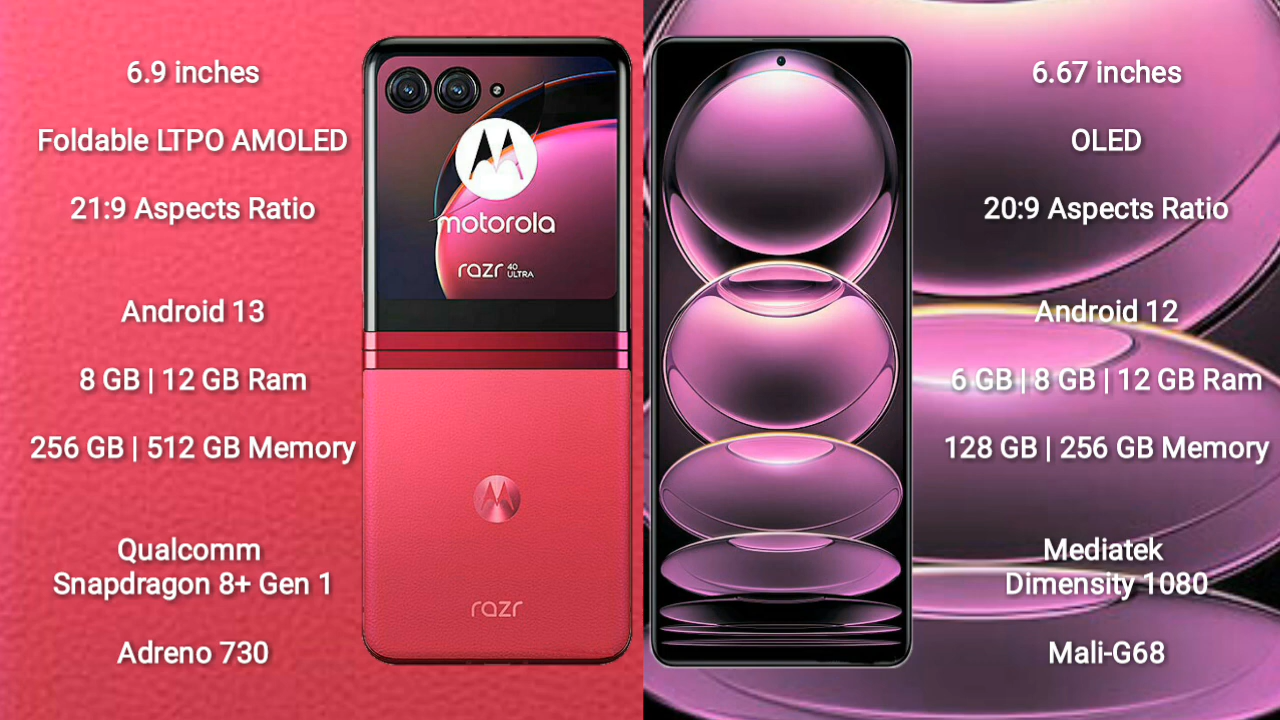 6.9 inches
Foldable LTPO AMOLED
21:9 Aspects Ratio
Android 13
8 GB | 12 GB Ram
256 GB | 512 GB Memory
Qualcomm
Snapdragon 8+ Gen 1
Adreno 730
motorola
razr 40 ULTRA
razr
6.67 inches
OLED
20:9 Aspects Ratio
Android 12
6 GB | 8 GB | 12 GB Ram
128 GB | 256 GB Memory
Mediatek
Dimensity 1080
Mali-G68